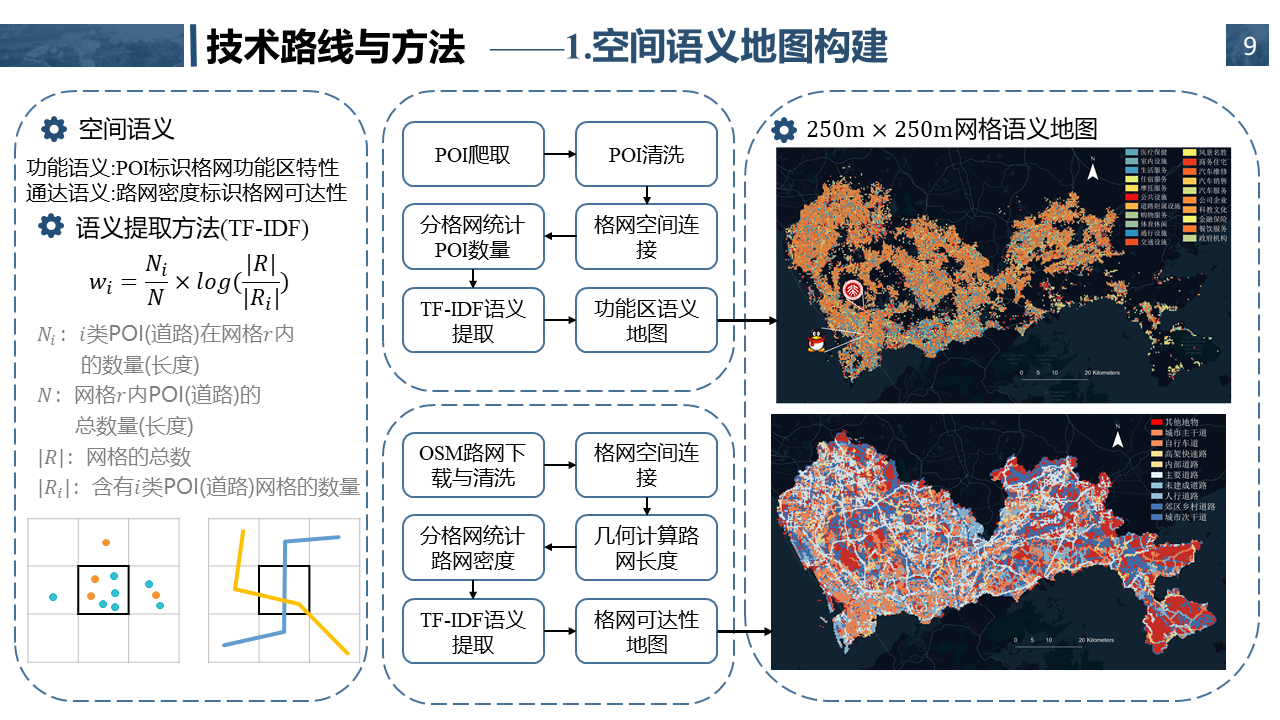 技术路线与方法 ——1.空间语义地图构建
9
空间语义
功能语义:POI标识格网功能区特性
通达语义:路网密度标识格网可达性
语义提取方法(TF-IDF)
w_i = N_i/N × log(|R|/|R_i|)
N_i：i类POI(道路)在网格r内
的数量(长度)
N：网格r内POI(道路)的
总数量(长度)
|R|：网格的总数
|R_i|：含有i类POI(道路)网格的数量
POI爬取
POI清洗
分格网统计
POI数量
格网空间连
接
TF-IDF语义
提取
功能区语义
地图
OSM路网下
载与清洗
格网空间连
接
分格网统计
路网密度
几何计算路
网长度
TF-IDF语义
提取
格网可达性
地图
250m × 250m网格语义地图
医疗保健
室内设施
生活服务
住宿服务
摩托服务
公共设施
道路附属设施
购物服务
体育休闲
通行设施
交通设施
风景名胜
商务住宅
汽车维修
汽车销售
汽车服务
公司企业
科教文化
金融保险
餐饮服务
政府机构
N
0 5 10 20 Kilometers
其他地物
城市主干道
自行车道
高架快速路
内部道路
主要道路
未建成道路
人行道路
郊区乡村道路
城市次干道
N
0 5 10 20 Kilometers